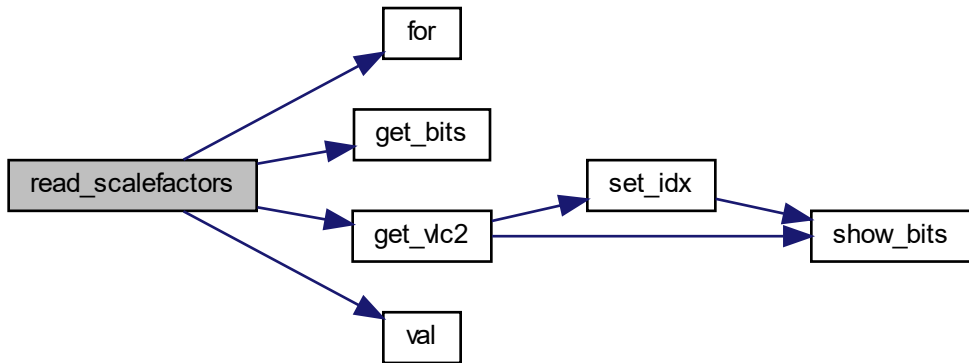 for
get_bits
read_scalefactors
set_idx
get_vlc2
show_bits
val